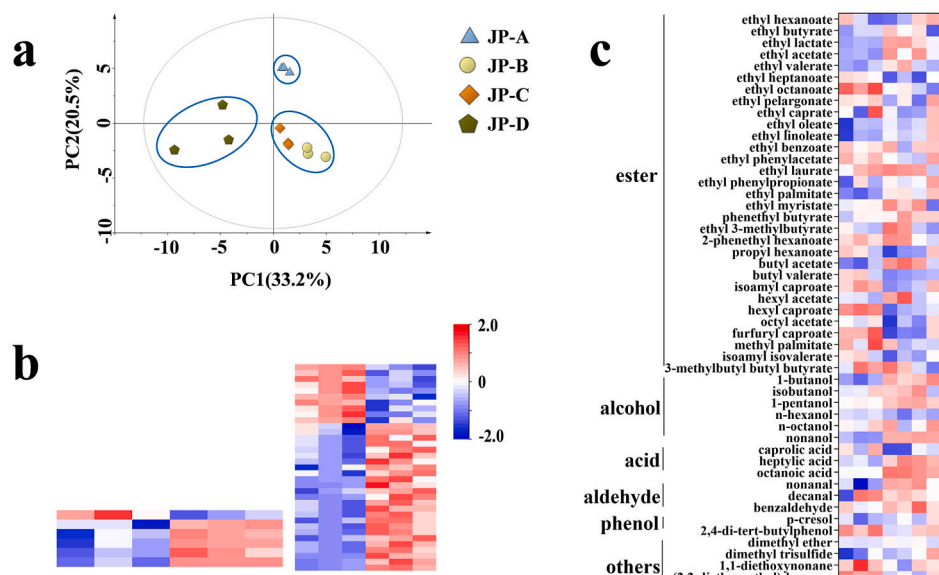 a
JP-A
JP-B
JP-C
JP-D
PC2(20.5%)
5
0
-5
-10
-10
-5
0
5
10
PC1(33.2%)
b
2.0
0
-2.0
c
ester
ethyl hexanoate
ethyl butyrate
ethyl lactate
ethyl acetate
ethyl valerate
ethyl heptanoate
ethyl octanoate
ethyl pelargonate
ethyl caprate
ethyl oleate
ethyl linoleate
ethyl benzoate
ethyl phenylacetate
ethyl laurate
ethyl phenylpropionate
ethyl palmitate
ethyl myristate
phenethyl butyrate
ethyl 3-methylbutyrate
2-phenethyl hexanoate
propyl hexanoate
butyl acetate
butyl valerate
isoamyl caproate
hexyl acetate
hexyl caproate
octyl acetate
furfuryl caproate
methyl palmitate
isoamyl isovalerate
3-methylbutyl butyl butyrate
alcohol
1-butanol
isobutanol
1-pentanol
n-hexanol
n-octanol
nonanol
acid
caprolic acid
heptylic acid
octanoic acid
aldehyde
nonanal
decanal
benzaldehyde
phenol
p-cresol
2,4-di-tert-butylphenol
others
dimethyl ether
dimethyl trisulfide
1,1-diethoxynonane